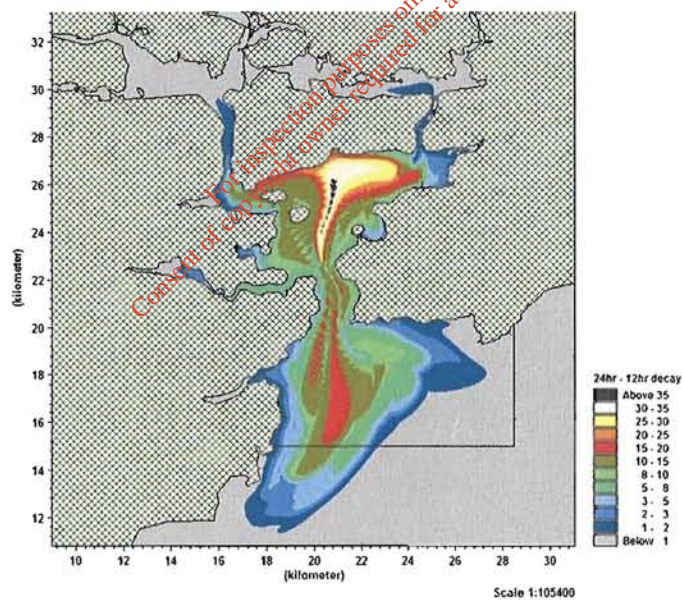 For inspection purposes only
Consent of copyright owner required for a
32
30
28
26
24
22
20
18
16
14
12
(kilometer)
10 12 14 16 18 20 22 24 26 28 30
(kilometer)
24hr - 12hr decay
Above 35
30 - 35
25 - 30
20 - 25
15 - 20
10 - 15
8 - 10
5 - 8
3 - 5
2 - 3
1 - 2
Below 1
Scale 1:105400